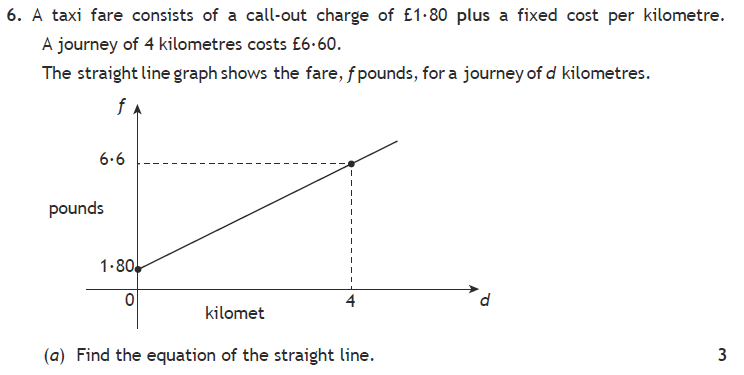 6. A taxi fare consists of a call-out charge of £1·80 plus a fixed cost per kilometre.
A journey of 4 kilometres costs £6·60.
The straight line graph shows the fare, f pounds, for a journey of d kilometres.
f
6·6
pounds
1·80
0
4
d
kilomet
(a) Find the equation of the straight line.
3